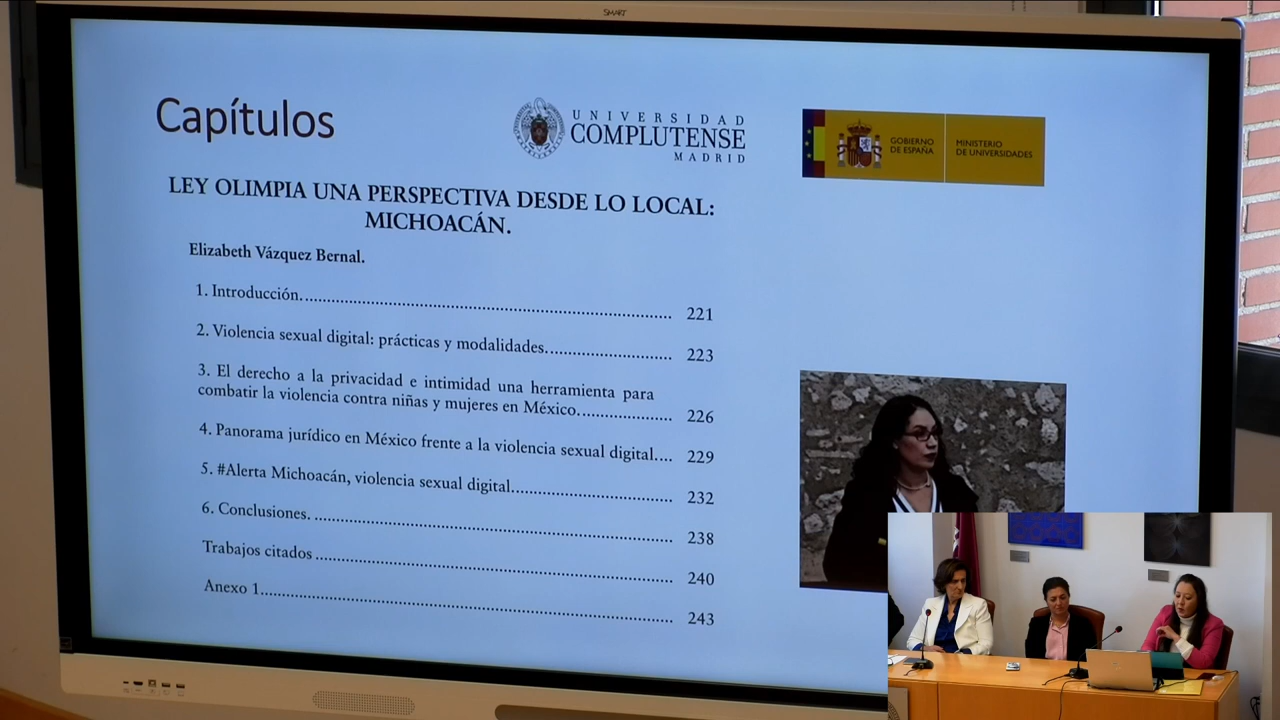 SMART
Capítulos
UNIVERSIDAD
COMPLUTENSE
MADRID
GOBIERNO
DE ESPAÑA
MINISTERIO
DE UNIVERSIDADES
LEY OLIMPIA UNA PERSPECTIVA DESDE LO LOCAL:
MICHOACÁN.
Elizabeth Vázquez Bernal.
1. Introducción. 221
2. Violencia sexual digital: prácticas y modalidades. 223
3. El derecho a la privacidad e intimidad una herramienta para
combatir la violencia contra niñas y mujeres en México. 226
4. Panorama jurídico en México frente a la violencia sexual digital. 229
5. #Alerta Michoacán, violencia sexual digital. 232
6. Conclusiones. 238
Trabajos citados 240
Anexo 1. 243